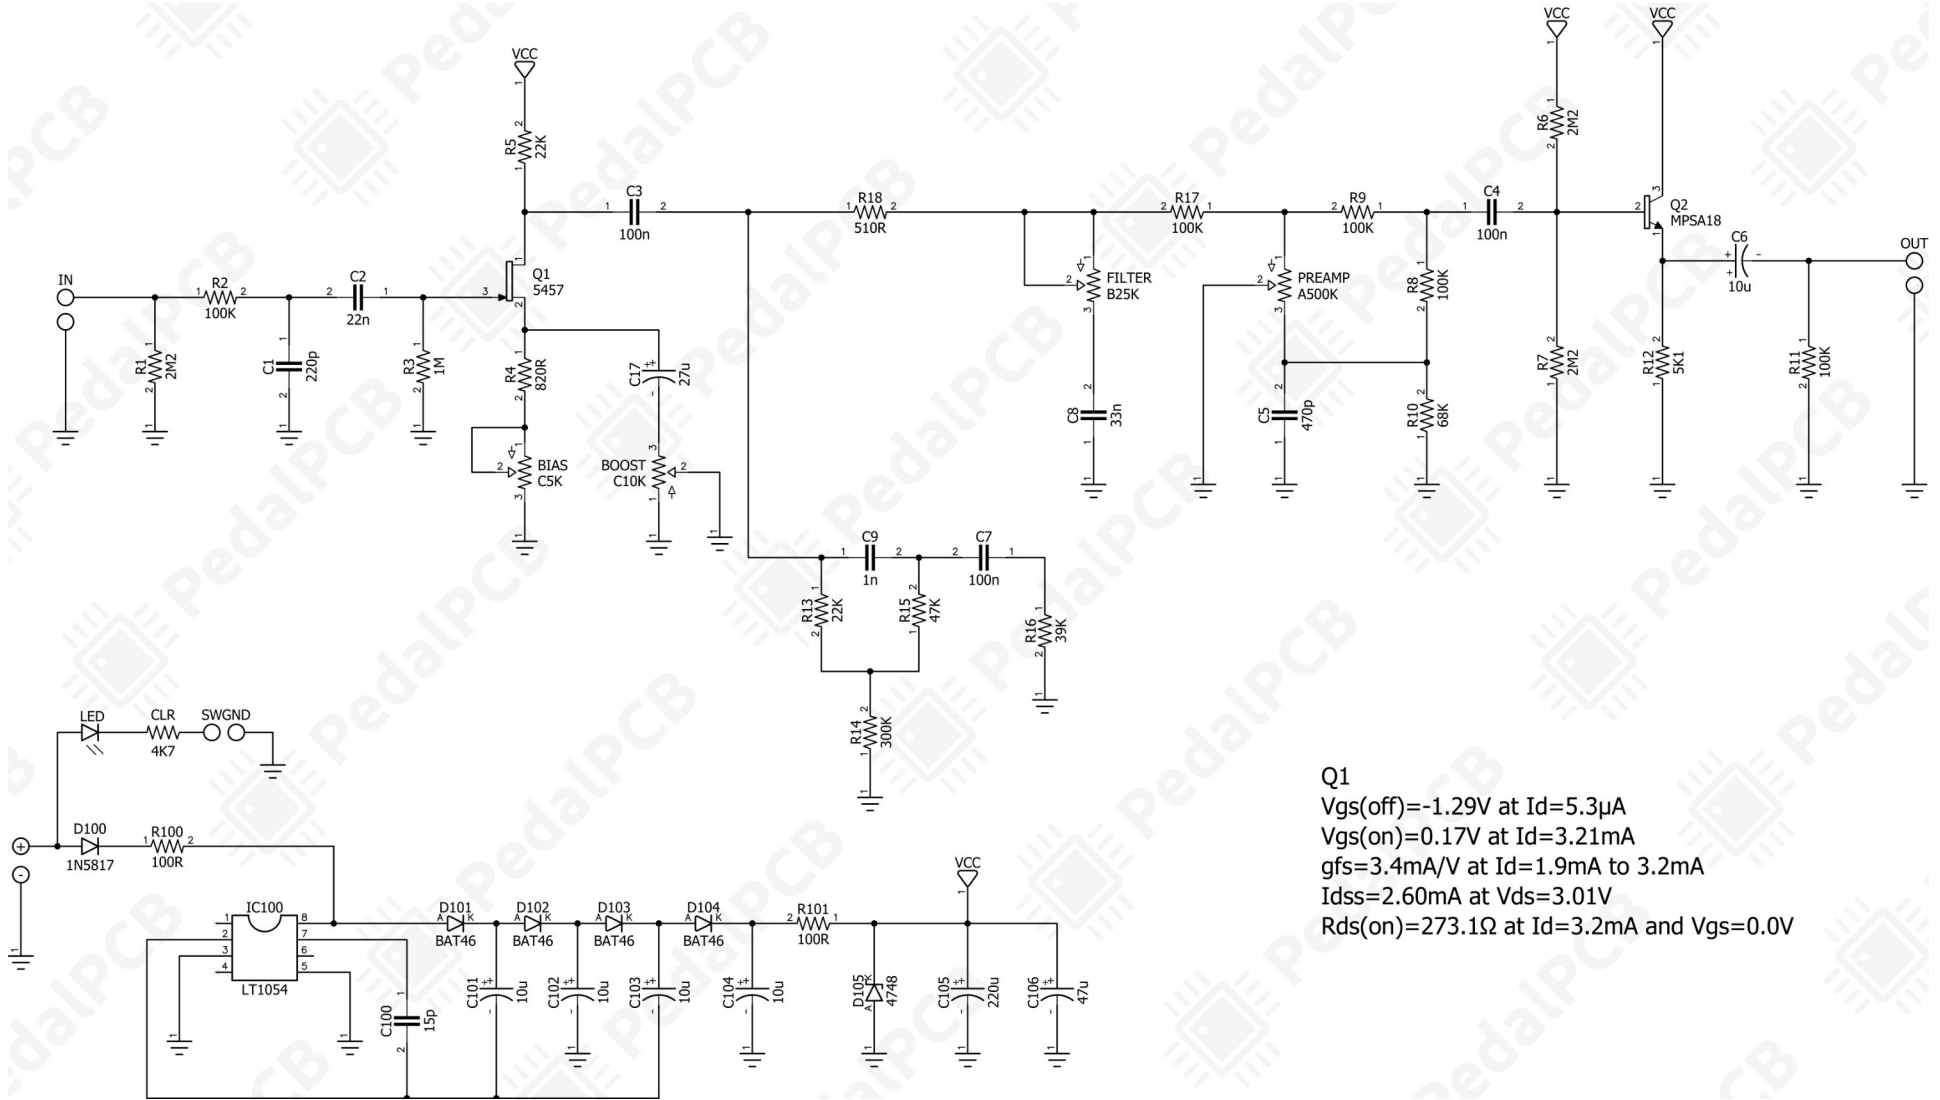 VCC
VCC
VCC
R5
22K
R6
2M2
Q2
MPSA18
C3
100n
R18
510R
R17
100K
R9
100K
C4
100n
C6
10u
OUT
IN
R2
100K
C2
22n
Q1
5457
FILTER
B25K
PREAMP
A500K
R8
100K
R1
2M2
C1
220p
R3
1M
R4
820R
C17
27u
C8
33n
C5
470p
R10
68K
R7
2M2
R12
5K1
R11
100K
BIAS
C5K
BOOST
C10K
C9
1n
C7
100n
R13
22K
R15
47K
R16
39K
R14
300K
LED
CLR
4K7
SWGND
D100
1N5817
R100
100R
IC100
LT1054
C100
15p
D101
BAT46
D102
BAT46
D103
BAT46
D104
BAT46
R101
100R
VCC
C101
10u
C102
10u
C103
10u
C104
10u
D105
4748
C105
220u
C106
47u
Q1
Vgs(off)=-1.29V at Id=5.3µA
Vgs(on)=0.17V at Id=3.21mA
gfs=3.4mA/V at Id=1.9mA to 3.2mA
Idss=2.60mA at Vds=3.01V
Rds(on)=273.1Ω at Id=3.2mA and Vgs=0.0V
PedalPCB